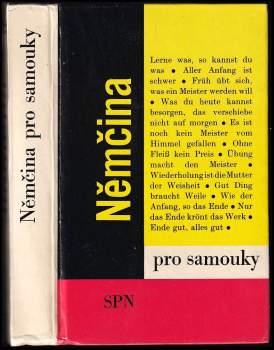 Němčina pro samouky
Němčina
Lerne was, so kannst du
was • Aller Anfang ist
schwer • Früh übt sich,
was ein Meister werden will
• Was du heute kannst
besorgen, das verschiebe
nicht auf morgen • Es ist
noch kein Meister vom
Himmel gefallen • Ohne
Fleiß kein Preis • Übung
macht den Meister •
Wiederholung ist die Mutter
der Weisheit • Gut Ding
braucht Weile • Wie der
Anfang, so das Ende • Nur
das Ende krönt das Werk •
Ende gut, alles gut •
pro samouky
SPN